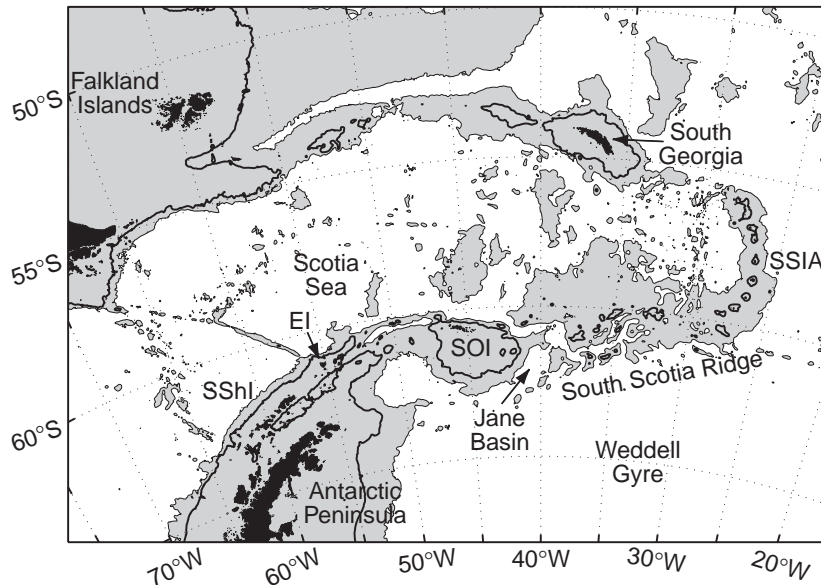 Falkland
Islands
50°S
South
Georgia
55°S
Scotia
Sea
SSIA
EI
SOI
SShI
South Scotia Ridge
Jane
Basin
60°S
Weddell
Gyre
Antarctic
Peninsula
70°W
60°W
50°W
40°W
30°W
20°W